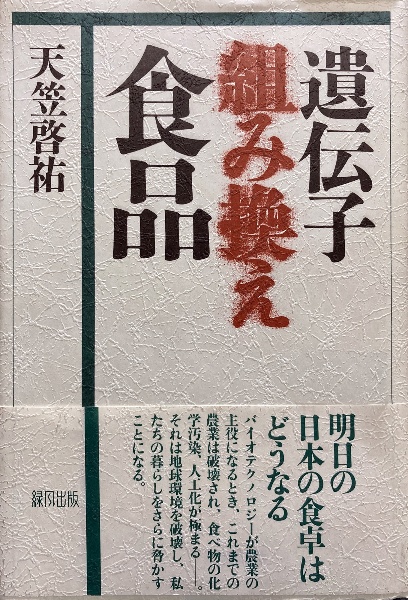 遺伝子
組み換え
食品
天笠啓祐
明日の
日本の食卓は
どうなる
バイオテクノロジーが農業の
主役になるとき、これまでの
農業は破壊され、食べ物の化
学汚染、人工化が極まる——。
それは地球環境を破壊し、私
たちの暮らしをさらに脅かす
ことになる。
緑風出版